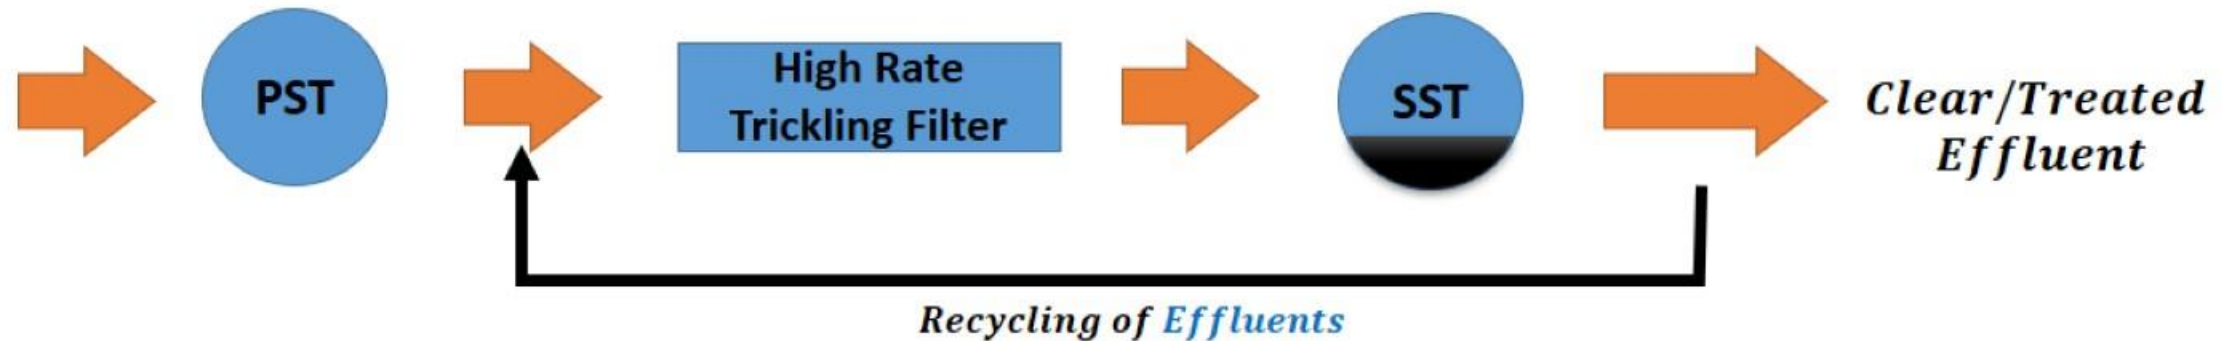 PST
High Rate
Trickling Filter
SST
Clear/Treated
Effluent
Recycling of Effluents